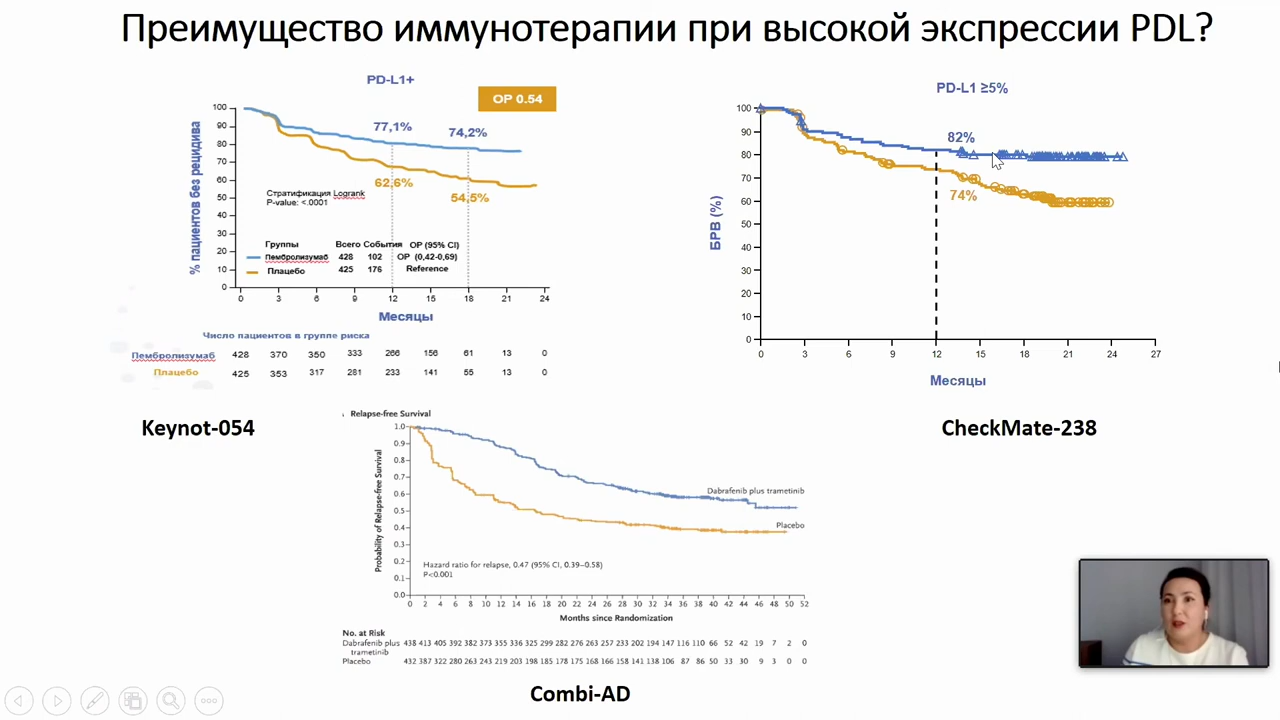 Преимущество иммунотерапии при высокой экспрессии PDL?
PD-L1+
ОР 0.54
% пациентов без рецидива
100
90
80
70
60
50
40
30
20
10
0
77,1%
74,2%
62,6%
54,5%
Стратификация Logrank
P-value: <.0001
Группы Всего События ОР (95% CI)
Пембролизумаб 428 102 ОР (0,42-0,69)
Плацебо 425 176 Reference
0 3 6 9 12 15 18 21 24
Месяцы
Число пациентов в группе риска
Пембролизумаб 428 370 350 333 266 156 61 13 0
Плацебо 425 353 317 281 233 141 55 13 0
Keynot-054
PD-L1 ≥5%
БРВ (%)
100
90
80
70
60
50
40
30
20
10
0
82%
74%
0 3 6 9 12 15 18 21 24 27
Месяцы
CheckMate-238
Relapse-free Survival
Probability of Relapse-free Survival
1.0
0.9
0.8
0.7
0.6
0.5
0.4
0.3
0.2
0.1
0.0
Dabrafenib plus trametinib
Placebo
Hazard ratio for relapse, 0.47 (95% CI, 0.39–0.58)
P<0.001
0 2 4 6 8 10 12 14 16 18 20 22 24 26 28 30 32 34 36 38 40 42 44 46 48 50 52
Months since Randomization
No. at Risk
Dabrafenib plus 438 413 405 392 382 373 355 336 325 299 282 276 263 257 233 202 194 147 116 110 66 52 42 19 7 2 0
trametinib
Placebo 432 387 322 280 263 243 219 203 198 185 178 175 168 166 158 141 138 106 87 86 50 33 30 9 3 0 0
Combi-AD